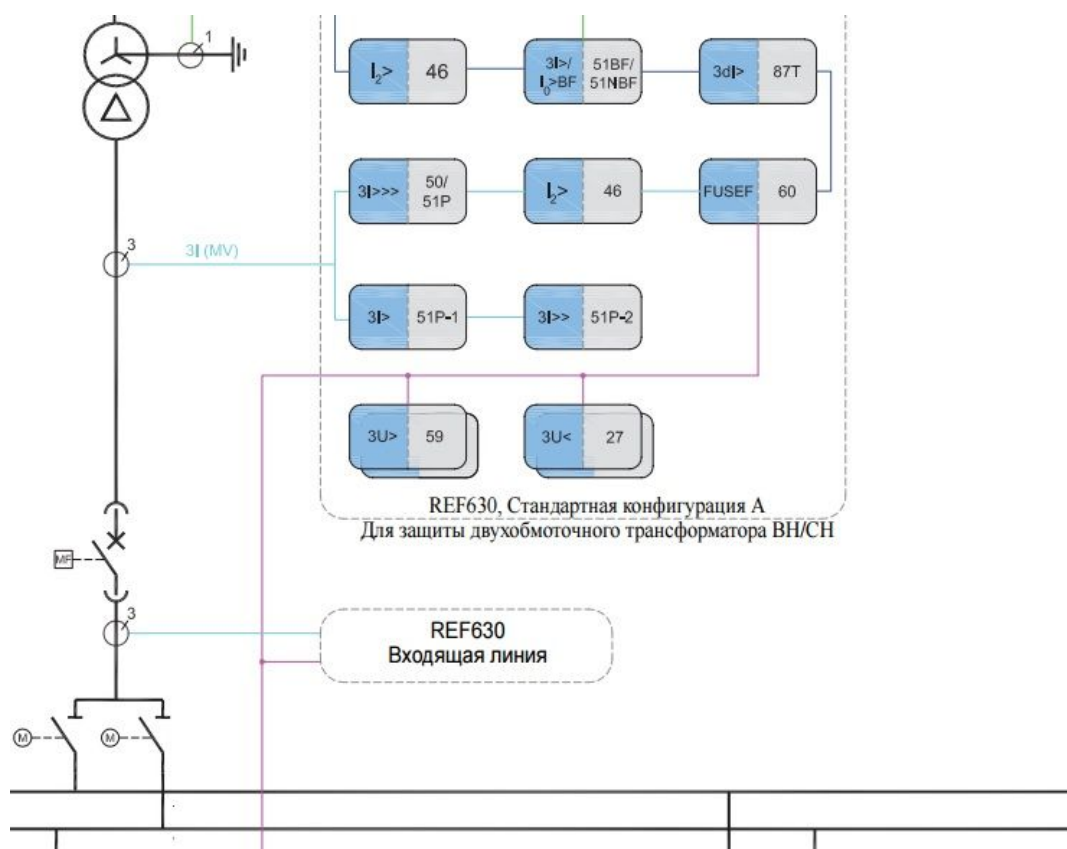 1
I2> 46
3I>/ I0>BF 51BF/ 51NBF
3dI> 87T
3I>>> 50/ 51P
I2> 46
FUSEF 60
3
3I (MV)
3I> 51P-1
3I>> 51P-2
3U> 59
3U< 27
REF630, Стандартная конфигурация А
Для защиты двухобмоточного трансформатора ВН/СН
MF
3
REF630
Входящая линия
M
M